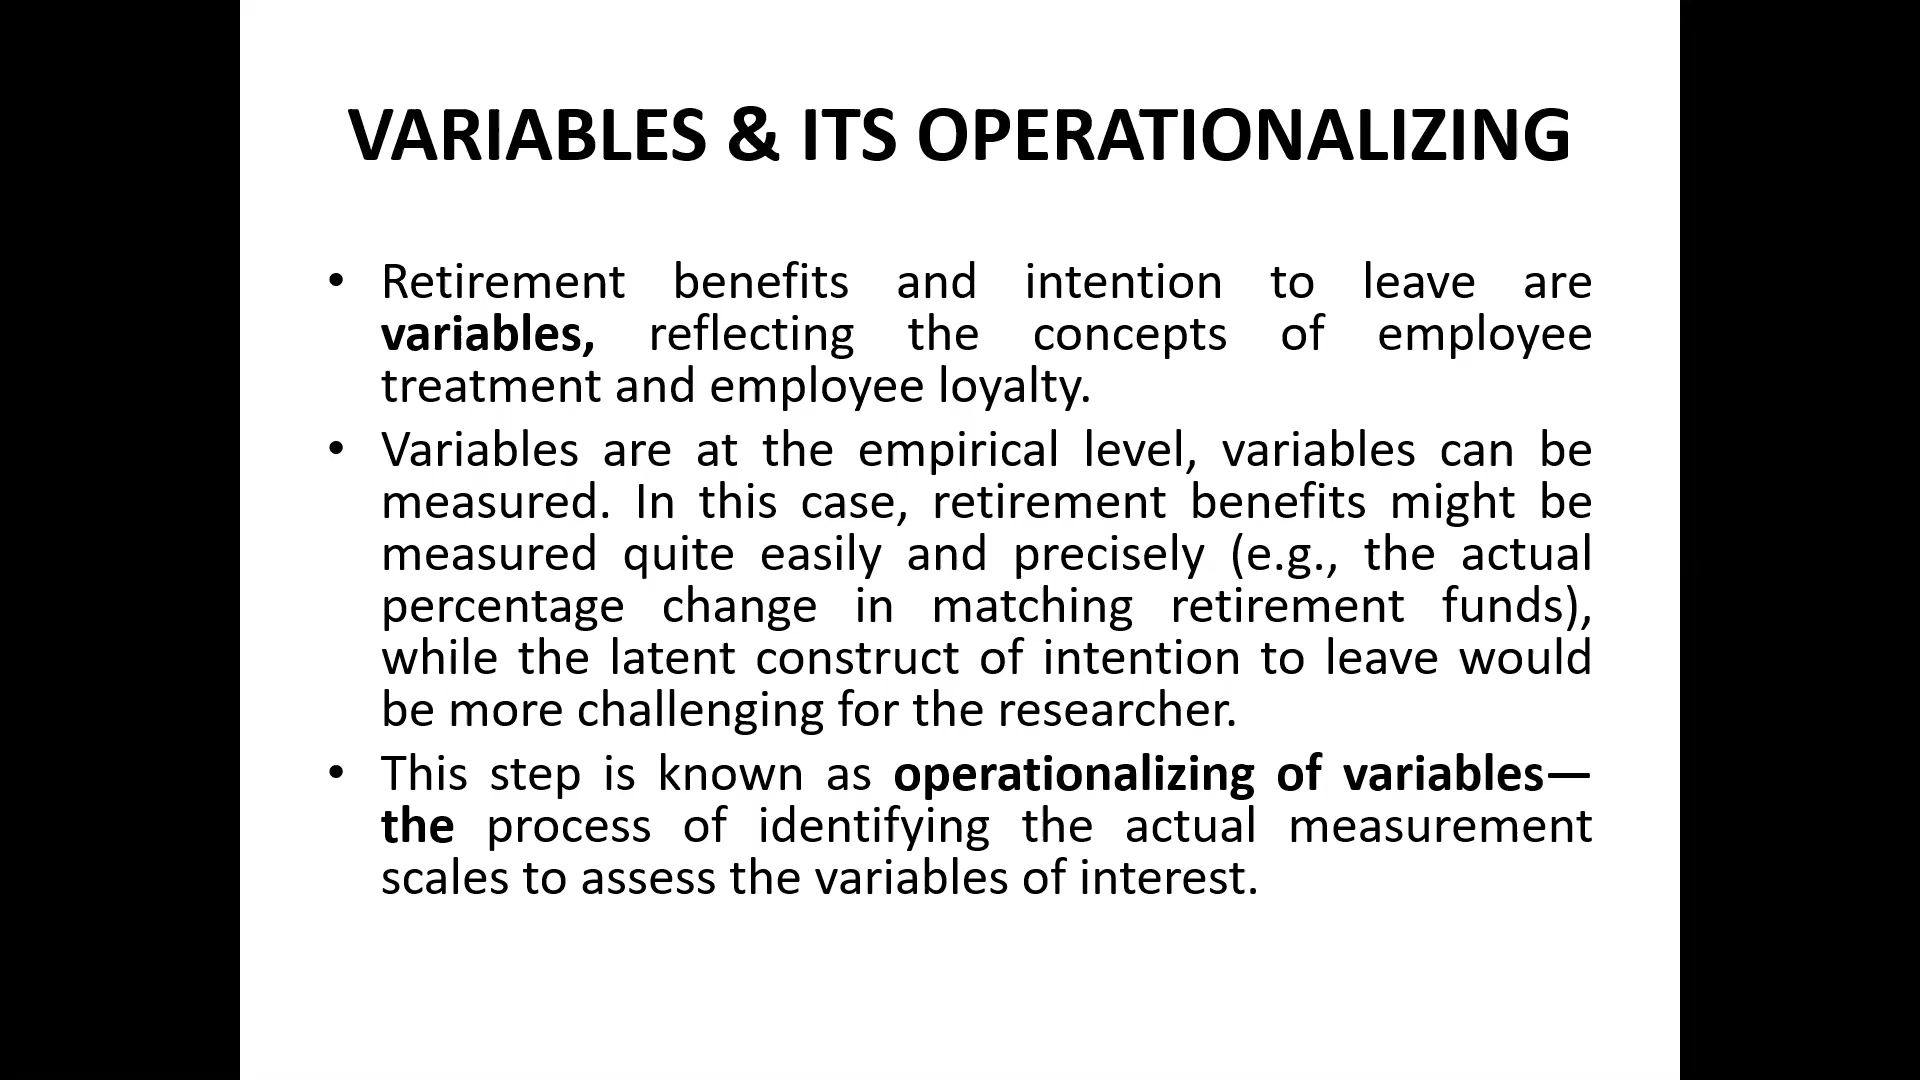 VARIABLES & ITS OPERATIONALIZING
• Retirement benefits and intention to leave are
variables, reflecting the concepts of employee
treatment and employee loyalty.
• Variables are at the empirical level, variables can be
measured. In this case, retirement benefits might be
measured quite easily and precisely (e.g., the actual
percentage change in matching retirement funds),
while the latent construct of intention to leave would
be more challenging for the researcher.
• This step is known as operationalizing of variables—
the process of identifying the actual measurement
scales to assess the variables of interest.